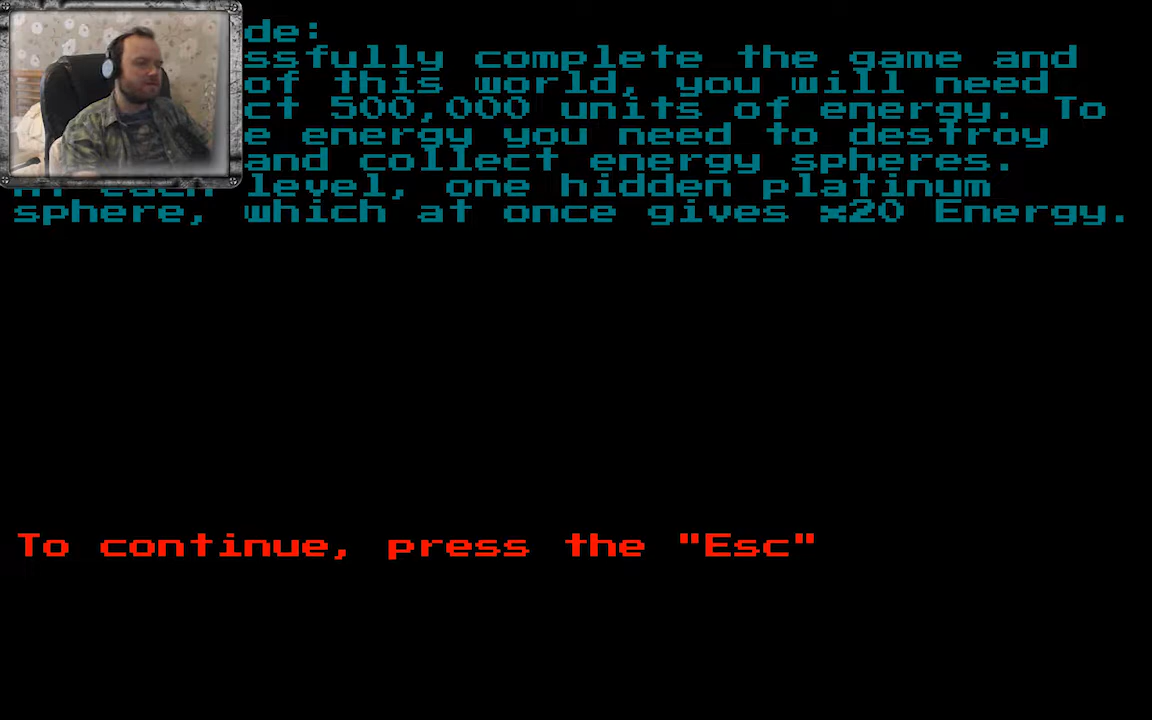 de:
ssfully complete the game and
of this world, you will need
ct 500,000 units of energy. To
e energy you need to destroy
and collect energy spheres.
level, one hidden platinum
sphere, which at once gives x20 Energy.
To continue, press the "Esc"